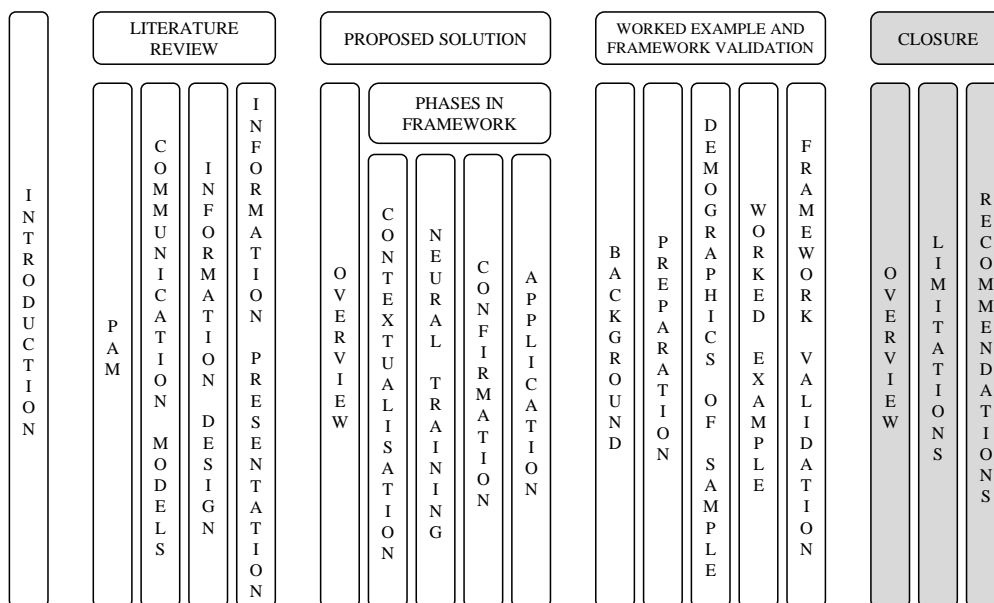 INTRODUCTION
LITERATURE
REVIEW
PAM
COMMUNICATION MODELS
INFORMATION DESIGN
INFORMATION PRESENTATION
PROPOSED SOLUTION
OVERVIEW
PHASES IN
FRAMEWORK
CONTEXTUALISATION
NEURAL TRAINING
CONFIRMATION
APPLICATION
WORKED EXAMPLE AND
FRAMEWORK VALIDATION
BACKGROUND
PREPARATION
DEMOGRAPHICS OF SAMPLE
WORKED EXAMPLE
FRAMEWORK VALIDATION
CLOSURE
OVERVIEW
LIMITATIONS
RECOMMENDATIONS